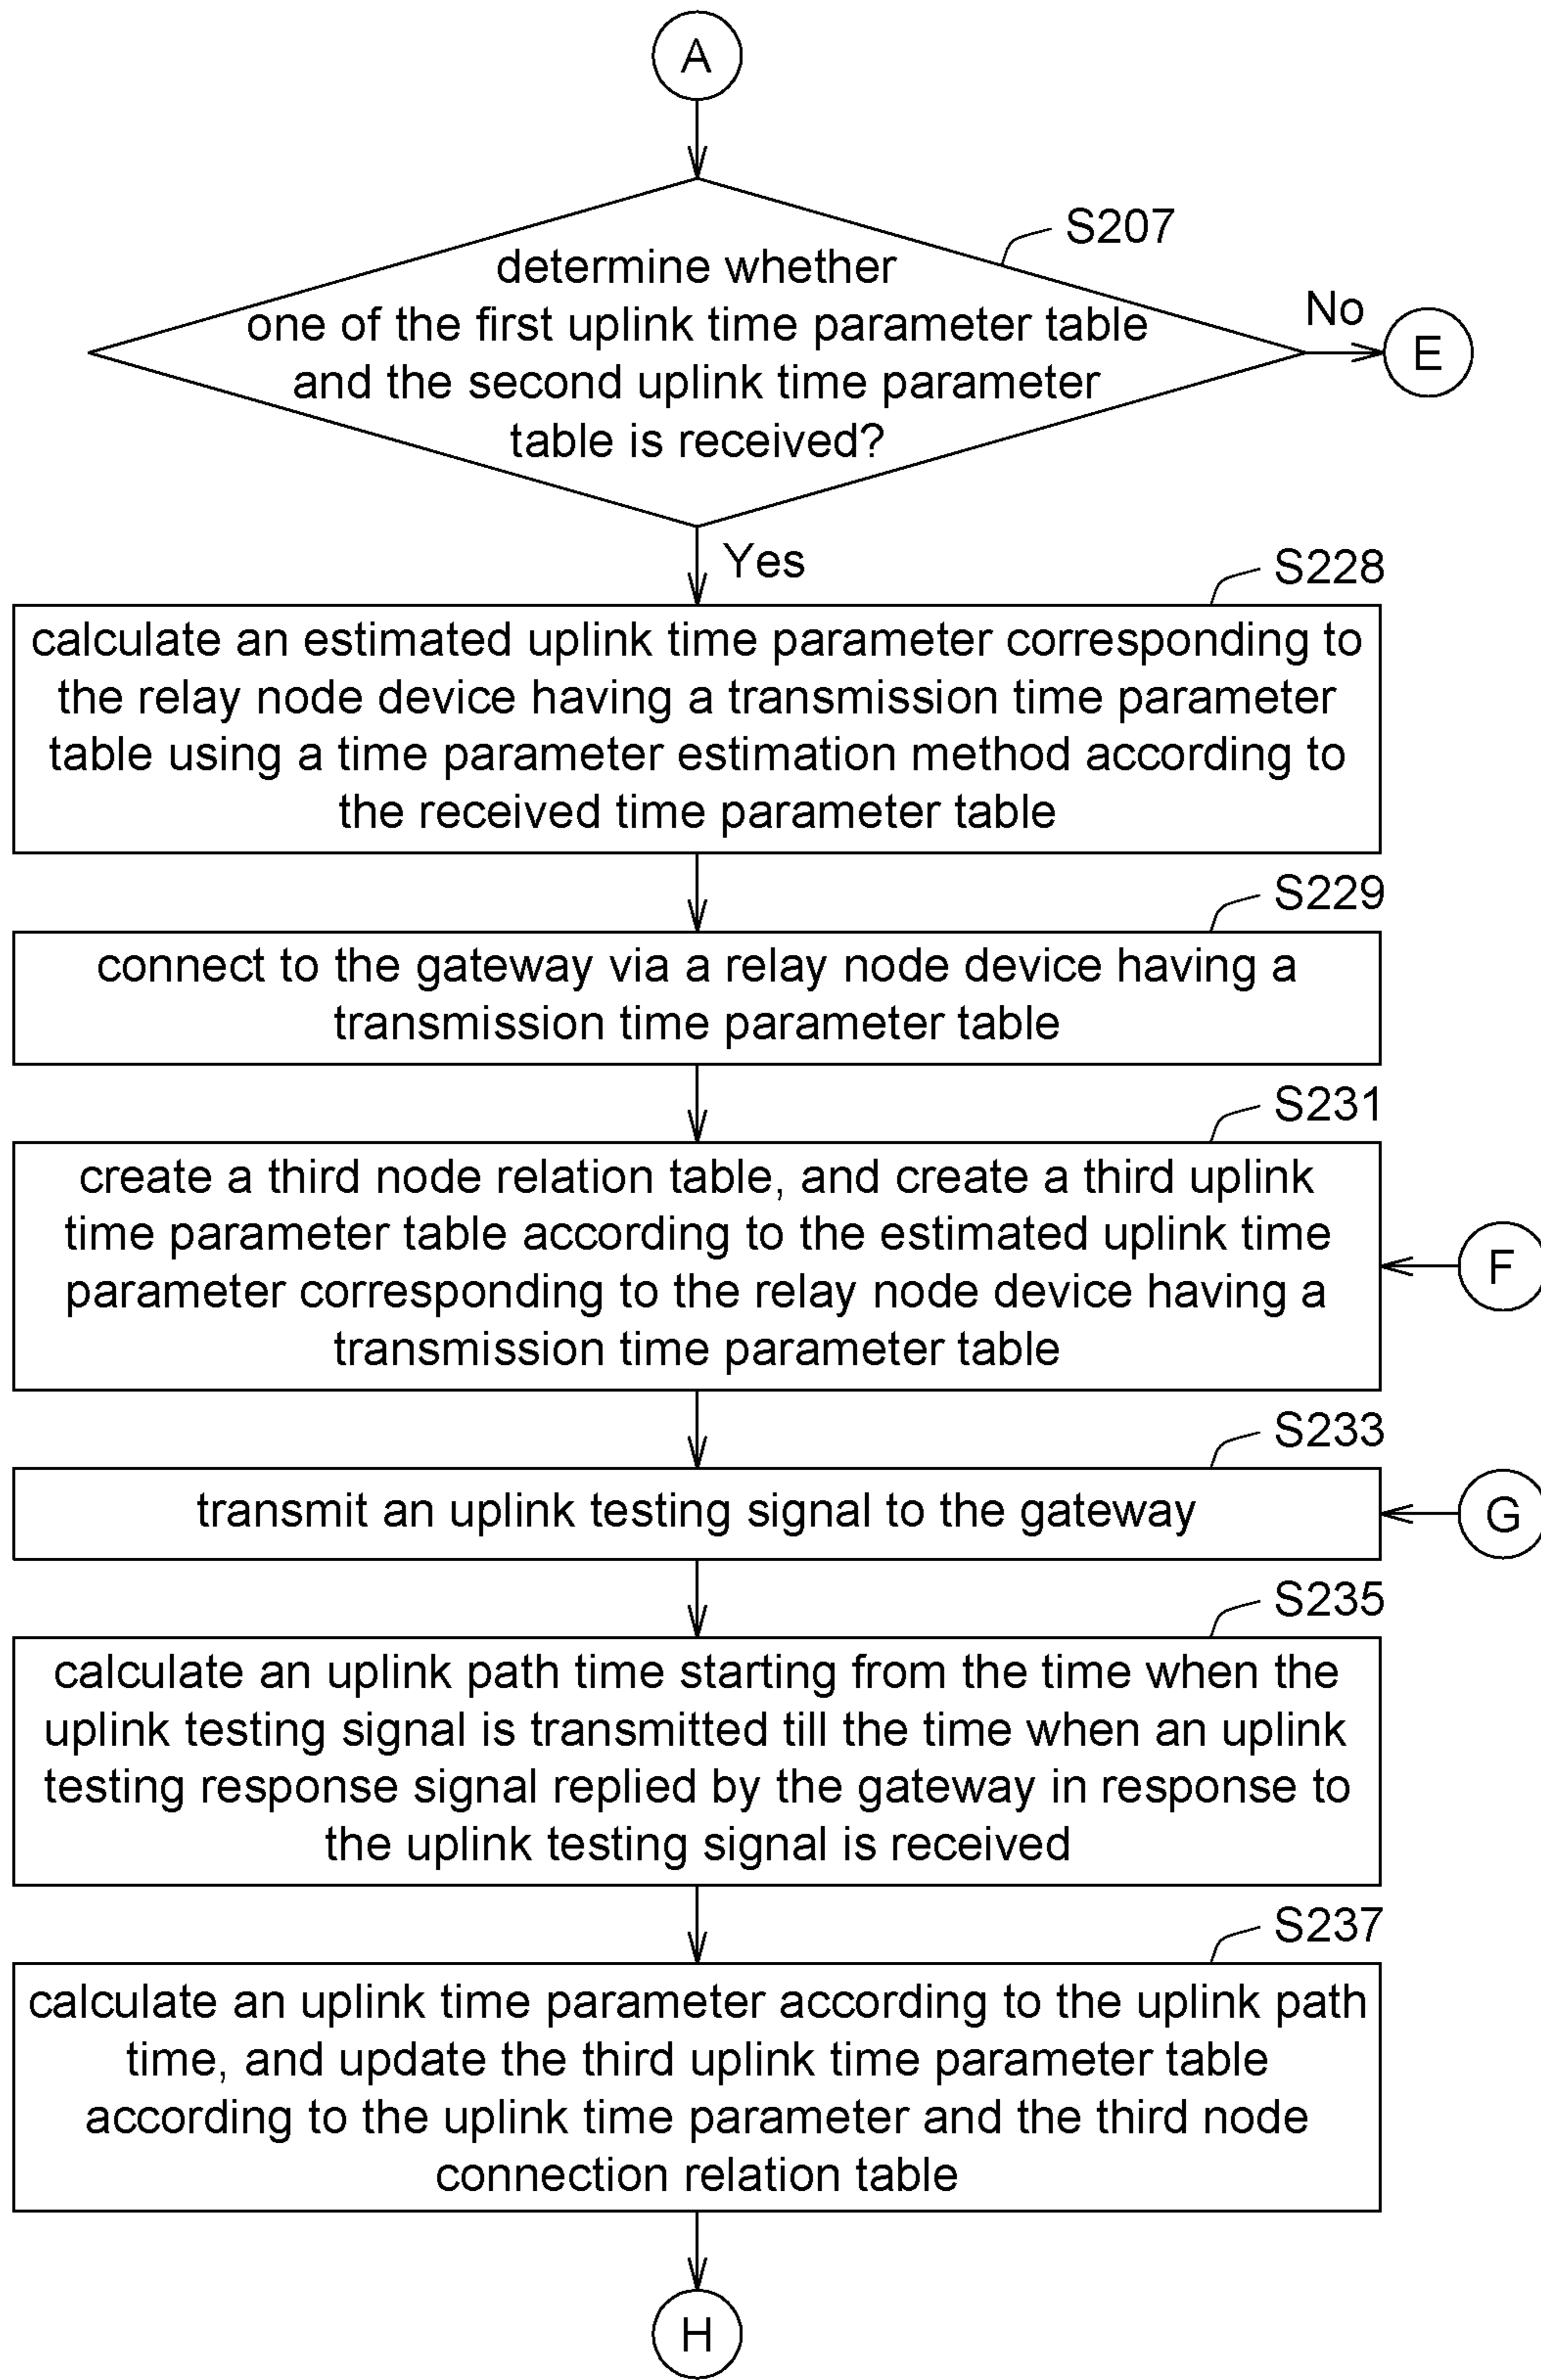 A
S207
determine whether
one of the first uplink time parameter table
and the second uplink time parameter
table is received?
No
E
Yes
S228
calculate an estimated uplink time parameter corresponding to
the relay node device having a transmission time parameter
table using a time parameter estimation method according to
the received time parameter table
S229
connect to the gateway via a relay node device having a
transmission time parameter table
S231
create a third node relation table, and create a third uplink
time parameter table according to the estimated uplink time
parameter corresponding to the relay node device having a
transmission time parameter table
F
S233
transmit an uplink testing signal to the gateway
G
S235
calculate an uplink path time starting from the time when the
uplink testing signal is transmitted till the time when an uplink
testing response signal replied by the gateway in response to
the uplink testing signal is received
S237
calculate an uplink time parameter according to the uplink path
time, and update the third uplink time parameter table
according to the uplink time parameter and the third node
connection relation table
H